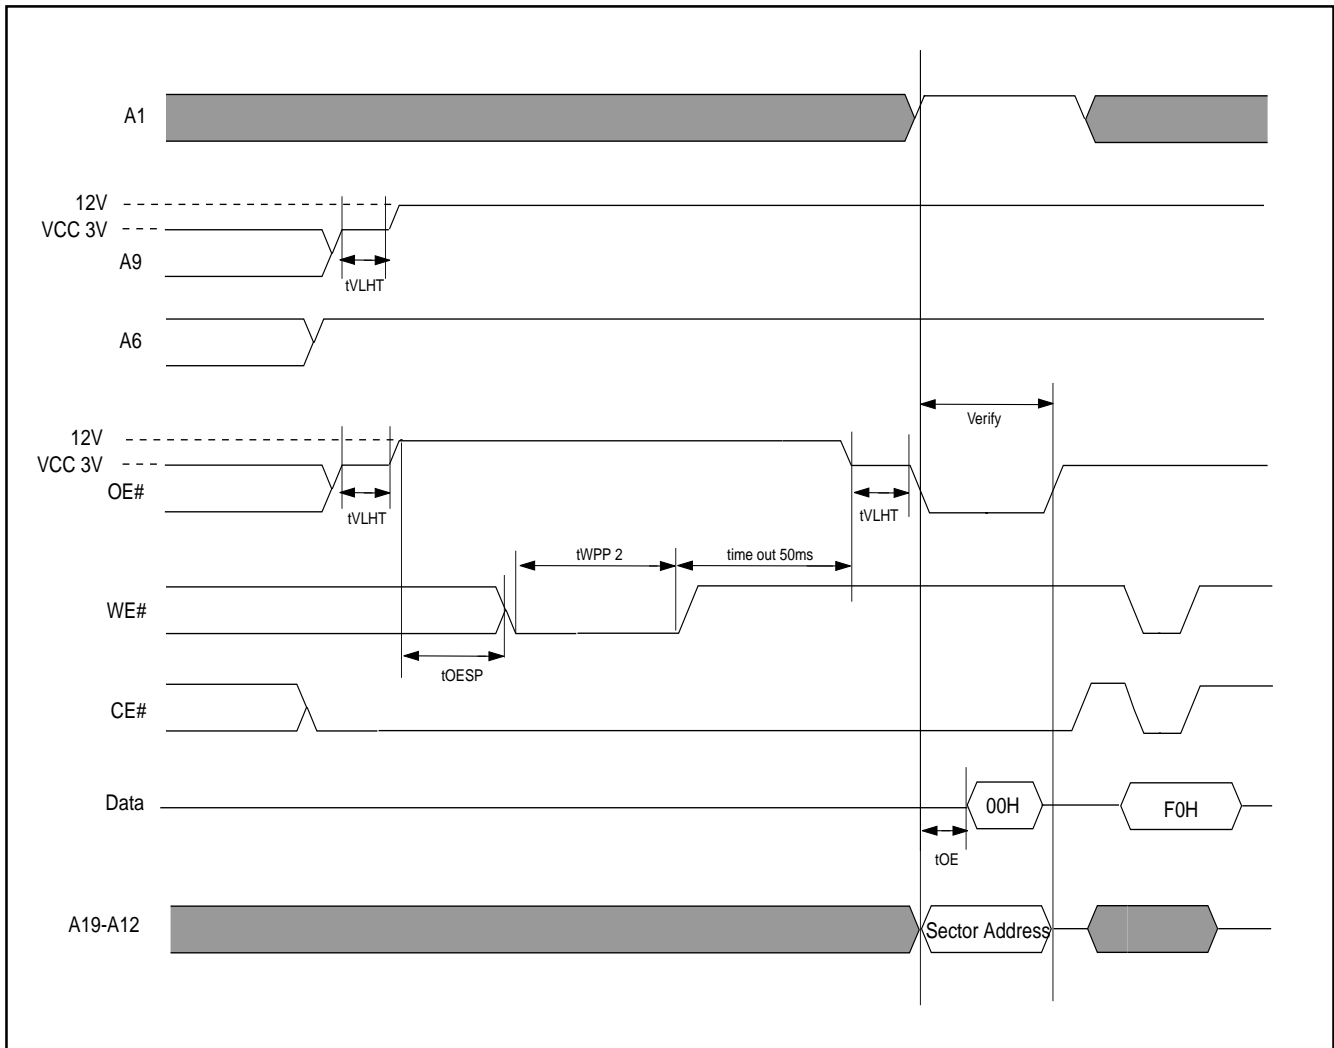 A1
12V
VCC 3V
A9
tVLHT
A6
Verify
12V
VCC 3V
OE#
tVLHT
tVLHT
tWPP 2
time out 50ms
WE#
tOESP
CE#
Data
00H
F0H
tOE
A19-A12
Sector Address